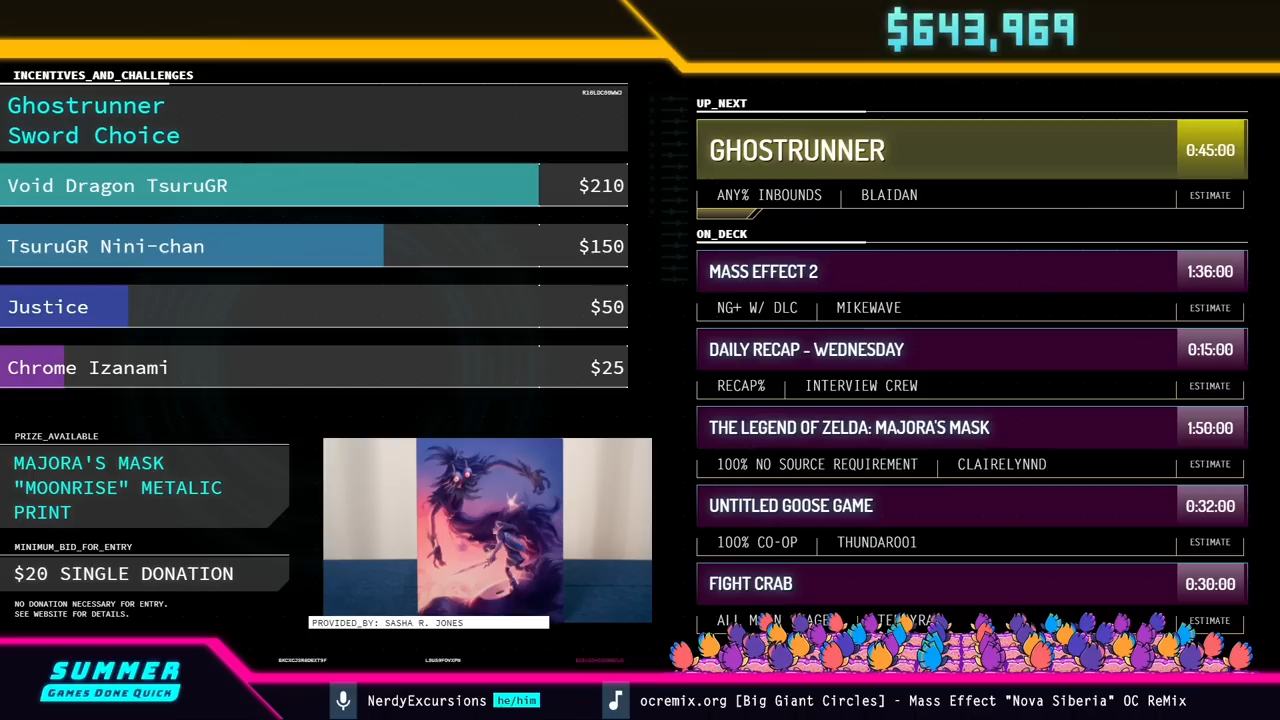 $643,969
INCENTIVES_AND_CHALLENGES
Ghostrunner
Sword Choice
Void Dragon TsuruGR $210
TsuruGR Nini-chan $150
Justice $50
Chrome Izanami $25
PRIZE_AVAILABLE
MAJORA'S MASK
"MOONRISE" METALIC
PRINT
MINIMUM_BID_FOR_ENTRY
$20 SINGLE DONATION
NO DONATION NECESSARY FOR ENTRY.
SEE WEBSITE FOR DETAILS.
PROVIDED_BY: SASHA R. JONES
UP_NEXT
GHOSTRUNNER 0:45:00
ANY% INBOUNDS BLAIDAN ESTIMATE
ON_DECK
MASS EFFECT 2 1:36:00
NG+ W/ DLC MIKEWAVE ESTIMATE
DAILY RECAP - WEDNESDAY 0:15:00
RECAP% INTERVIEW CREW ESTIMATE
THE LEGEND OF ZELDA: MAJORA'S MASK 1:50:00
100% NO SOURCE REQUIREMENT CLAIRELYNND ESTIMATE
UNTITLED GOOSE GAME 0:32:00
100% CO-OP THUNDAR001 ESTIMATE
FIGHT CRAB 0:30:00
ESTIMATE
SUMMER
GAMES DONE QUICK
NerdyExcursions he/him
ocremix.org [Big Giant Circles] - Mass Effect "Nova Siberia" OC ReMix